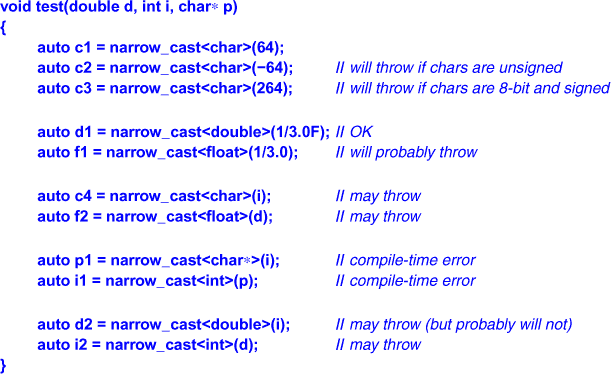 void test(double d, int i, char∗ p)
{
auto c1 = narrow_cast<char>(64);
auto c2 = narrow_cast<char>(−64); // will throw if chars are unsigned
auto c3 = narrow_cast<char>(264); // will throw if chars are 8-bit and signed
auto d1 = narrow_cast<double>(1/3.0F); // OK
auto f1 = narrow_cast<float>(1/3.0); // will probably throw
auto c4 = narrow_cast<char>(i); // may throw
auto f2 = narrow_cast<float>(d); // may throw
auto p1 = narrow_cast<char∗>(i); // compile-time error
auto i1 = narrow_cast<int>(p); // compile-time error
auto d2 = narrow_cast<double>(i); // may throw (but probably will not)
auto i2 = narrow_cast<int>(d); // may throw
}